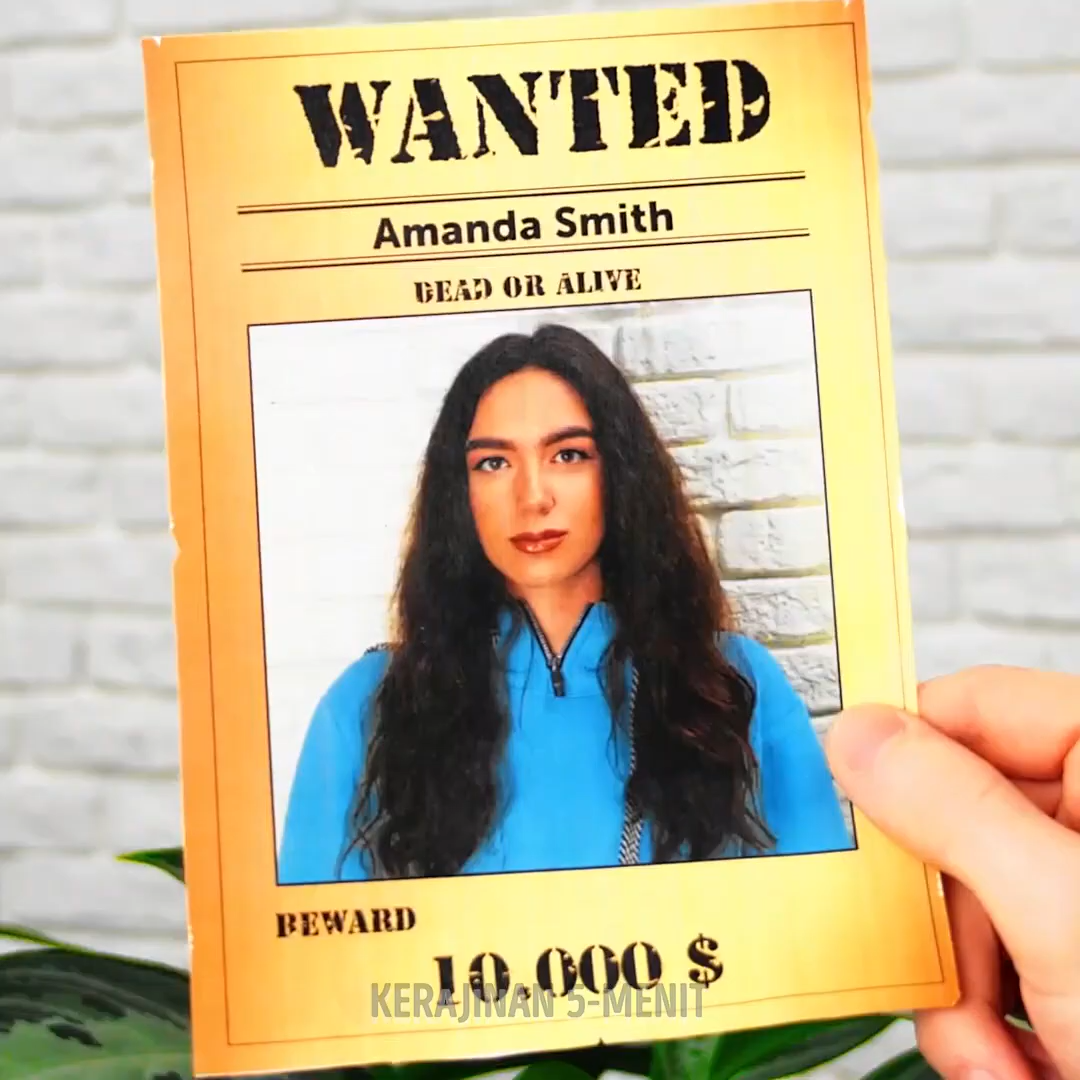 WANTED
Amanda Smith
DEAD OR ALIVE
REWARD
10.000 $
KERAJINAN 5-MENIT